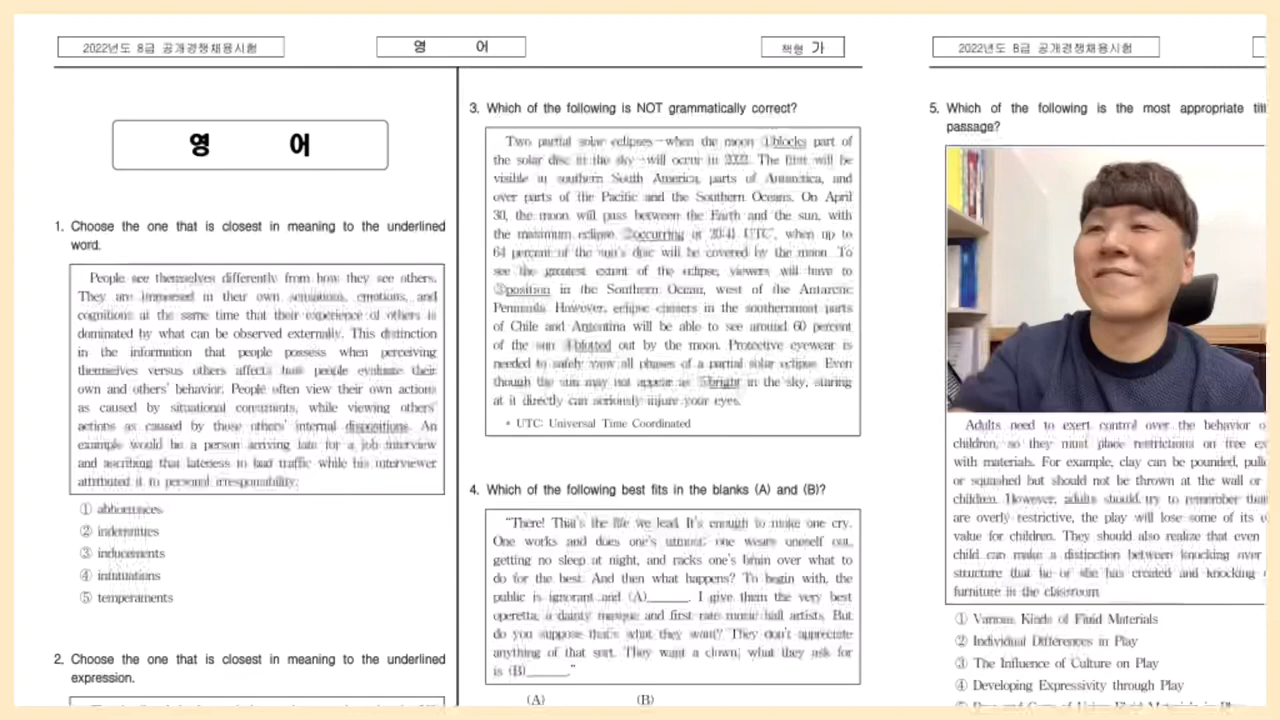 2022년도 8급 공개경쟁채용시험
영 어
책형 가
영 어
1. Choose the one that is closest in meaning to the underlined
word.
People see themselves differently from how they see others.
They are immersed in their own sensations, emotions, and
cognitions at the same time that their experience of others is
dominated by what can be observed externally. This distinction
in the information that people possess when perceiving
themselves versus others affects how people evaluate their
own and others' behavior. People often view their own actions
as caused by situational constraints, while viewing others'
actions as caused by those others' internal dispositions. An
example would be a person arriving late for a job interview
and ascribing that lateness to bad traffic while his interviewer
attributed it to personal irresponsibility.
① abhorrences
② indemnities
③ inducements
④ infatuations
⑤ temperaments
2. Choose the one that is closest in meaning to the underlined
expression.
3. Which of the following is NOT grammatically correct?
Two partial solar eclipses—when the moon ①blocks part of
the solar disc in the sky—will occur in 2022. The first will be
visible in southern South America, parts of Antarctica, and
over parts of the Pacific and the Southern Oceans. On April
30, the moon will pass between the Earth and the sun, with
the maximum eclipse ②occurring at 20:41 UTC*, when up to
64 percent of the sun's disc will be covered by the moon. To
see the greatest extent of the eclipse, viewers will have to
③position in the Southern Ocean, west of the Antarctic
Peninsula. However, eclipse chasers in the southernmost parts
of Chile and Argentina will be able to see around 60 percent
of the sun ④blotted out by the moon. Protective eyewear is
needed to safely view all phases of a partial solar eclipse. Even
though the sun may not appear as ⑤bright in the sky, staring
at it directly can seriously injure your eyes.
* UTC: Universal Time Coordinated
4. Which of the following best fits in the blanks (A) and (B)?
"There! That's the life we lead. It's enough to make one cry.
One works and does one's utmost; one wears oneself out,
getting no sleep at night, and racks one's brain over what to
do for the best. And then what happens? To begin with, the
public is ignorant and (A)______. I give them the very best
operetta, a dainty masque and first rate music hall artists. But
do you suppose that's what they want? They don't appreciate
anything of that sort. They want a clown; what they ask for
is (B)______."
(A) (B)
2022년도 8급 공개경쟁채용시험
5. Which of the following is the most appropriate
passage?
Adults need to exert control over the behavior
children, so they must place restrictions on free
with materials. For example, clay can be pounded,
or squashed but should not be thrown at the wall or
children. However, adults should try to remember
are overly restrictive, the play will lose some of its
value for children. They should also realize that even
child can make a distinction between knocking over
structure that he or she has created and knocking
furniture in the classroom.
① Various Kinds of Fluid Materials
② Individual Differences in Play
③ The Influence of Culture on Play
④ Developing Expressivity through Play